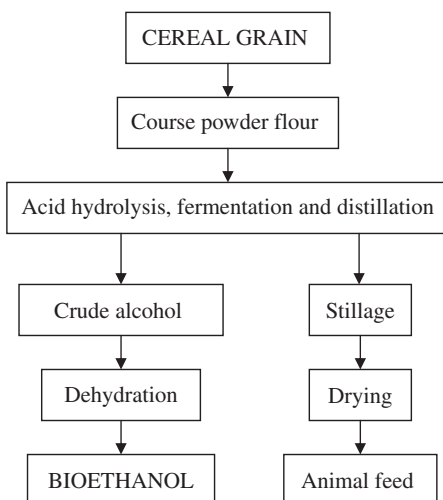 CEREAL GRAIN
Course powder flour
Acid hydrolysis, fermentation and distillation
Crude alcohol
Stillage
Dehydration
Drying
BIOETHANOL
Animal feed